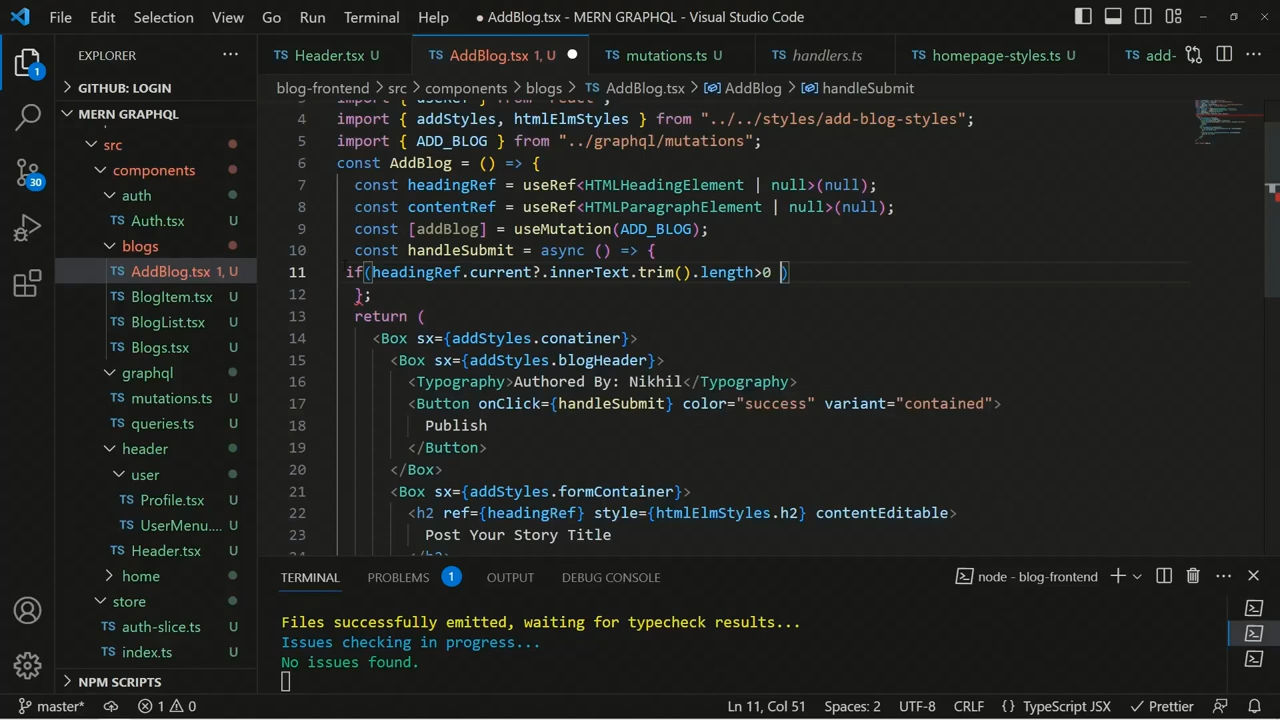 File Edit Selection View Go Run Terminal Help ● AddBlog.tsx - MERN GRAPHQL - Visual Studio Code
EXPLORER ...
TS Header.tsx U TS AddBlog.tsx 1, U ● TS mutations.ts U TS handlers.ts TS homepage-styles.ts U TS add-
blog-frontend > src > components > blogs > TS AddBlog.tsx > AddBlog > handleSubmit
1
GITHUB: LOGIN
MERN GRAPHQL
src
components
auth
Auth.tsx U
blogs
AddBlog.tsx 1, U
BlogItem.tsx U
BlogList.tsx U
Blogs.tsx U
graphql
mutations.ts U
queries.ts U
header
user
Profile.tsx U
UserMenu.... U
Header.tsx U
home
store
auth-slice.ts U
index.ts U
NPM SCRIPTS
30
import { useRef } from "react";
4 import { addStyles, htmlElmStyles } from "../../styles/add-blog-styles";
5 import { ADD_BLOG } from "../graphql/mutations";
6 const AddBlog = () => {
7 const headingRef = useRef<HTMLHeadingElement | null>(null);
8 const contentRef = useRef<HTMLParagraphElement | null>(null);
9 const [addBlog] = useMutation(ADD_BLOG);
10 const handleSubmit = async () => {
11 if(headingRef.current?.innerText.trim().length>0 )
12 };
13 return (
14 <Box sx={addStyles.conatiner}>
15 <Box sx={addStyles.blogHeader}>
16 <Typography>Authored By: Nikhil</Typography>
17 <Button onClick={handleSubmit} color="success" variant="contained">
18 Publish
19 </Button>
20 </Box>
21 <Box sx={addStyles.formContainer}>
22 <h2 ref={headingRef} style={htmlElmStyles.h2} contentEditable>
23 Post Your Story Title
24 </h2>
TERMINAL PROBLEMS 1 OUTPUT DEBUG CONSOLE node - blog-frontend
Files successfully emitted, waiting for typecheck results...
Issues checking in progress...
No issues found.
master* 1 0 Ln 11, Col 51 Spaces: 2 UTF-8 CRLF {} TypeScript JSX Prettier